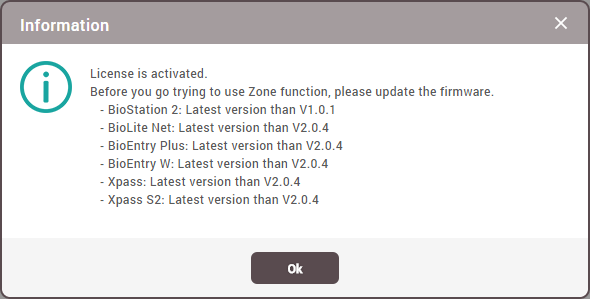 Information
License is activated.
Before you go trying to use Zone function, please update the firmware.
- BioStation 2: Latest version than V1.0.1
- BioLite Net: Latest version than V2.0.4
- BioEntry Plus: Latest version than V2.0.4
- BioEntry W: Latest version than V2.0.4
- Xpass: Latest version than V2.0.4
- Xpass S2: Latest version than V2.0.4
Ok